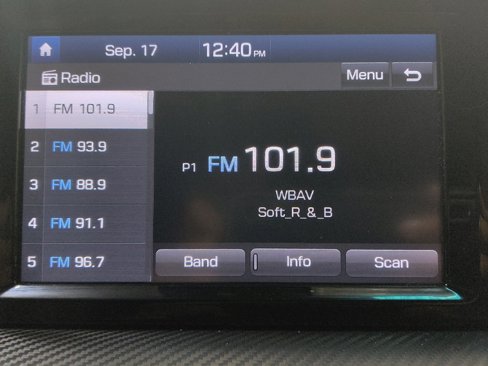 Sep. 17 12:40 PM
Radio Menu
1 FM 101.9
2 FM 93.9
3 FM 88.9
4 FM 91.1
5 FM 96.7
P1 FM 101.9
WBAV
Soft_R_&_B
Band Info Scan